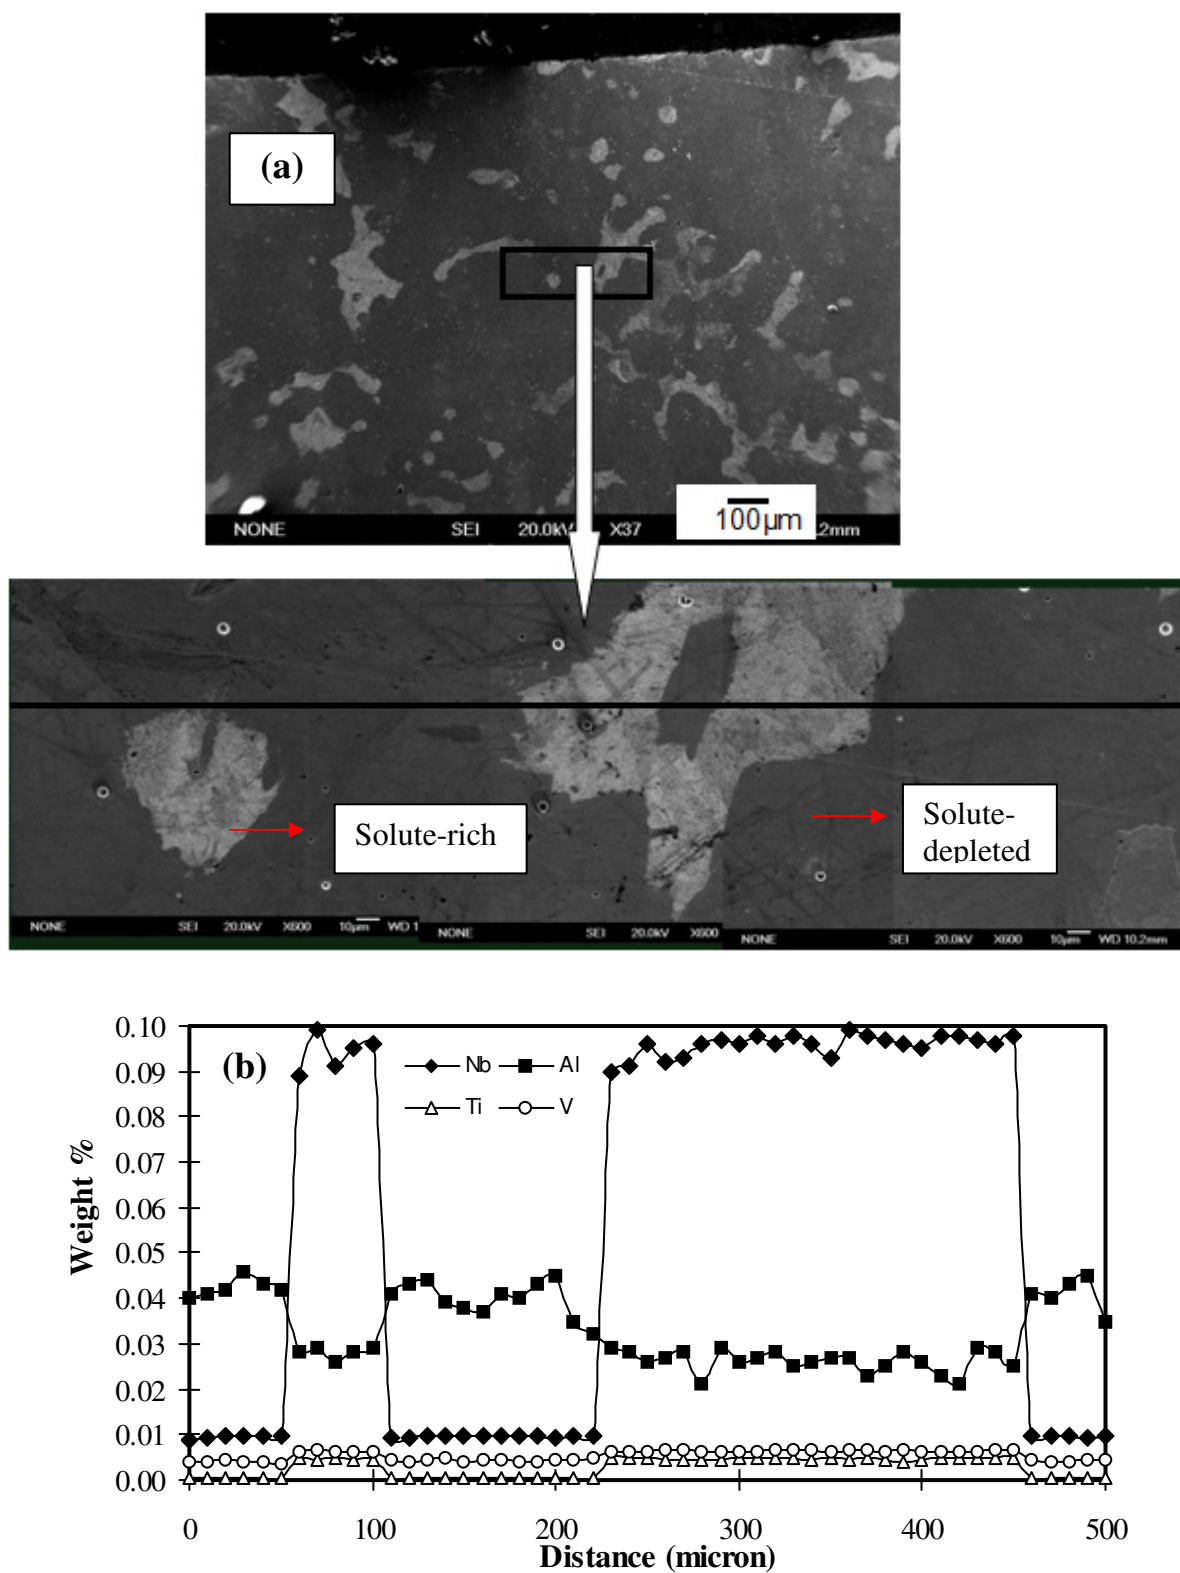 (a)
NONE SEI 20.0kV X37 100µm .2mm
Solute-rich
Solute-
depleted
NONE SEI 20.0kV X600 10µm WD 1
NONE SEI 20.0kV X600
NONE SEI 20.0kV X600 10µm WD 10.2mm
(b)
Nb Al
Ti V
Weight %
0.10
0.09
0.08
0.07
0.06
0.05
0.04
0.03
0.02
0.01
0.00
0 100 200 300 400 500
Distance (micron)